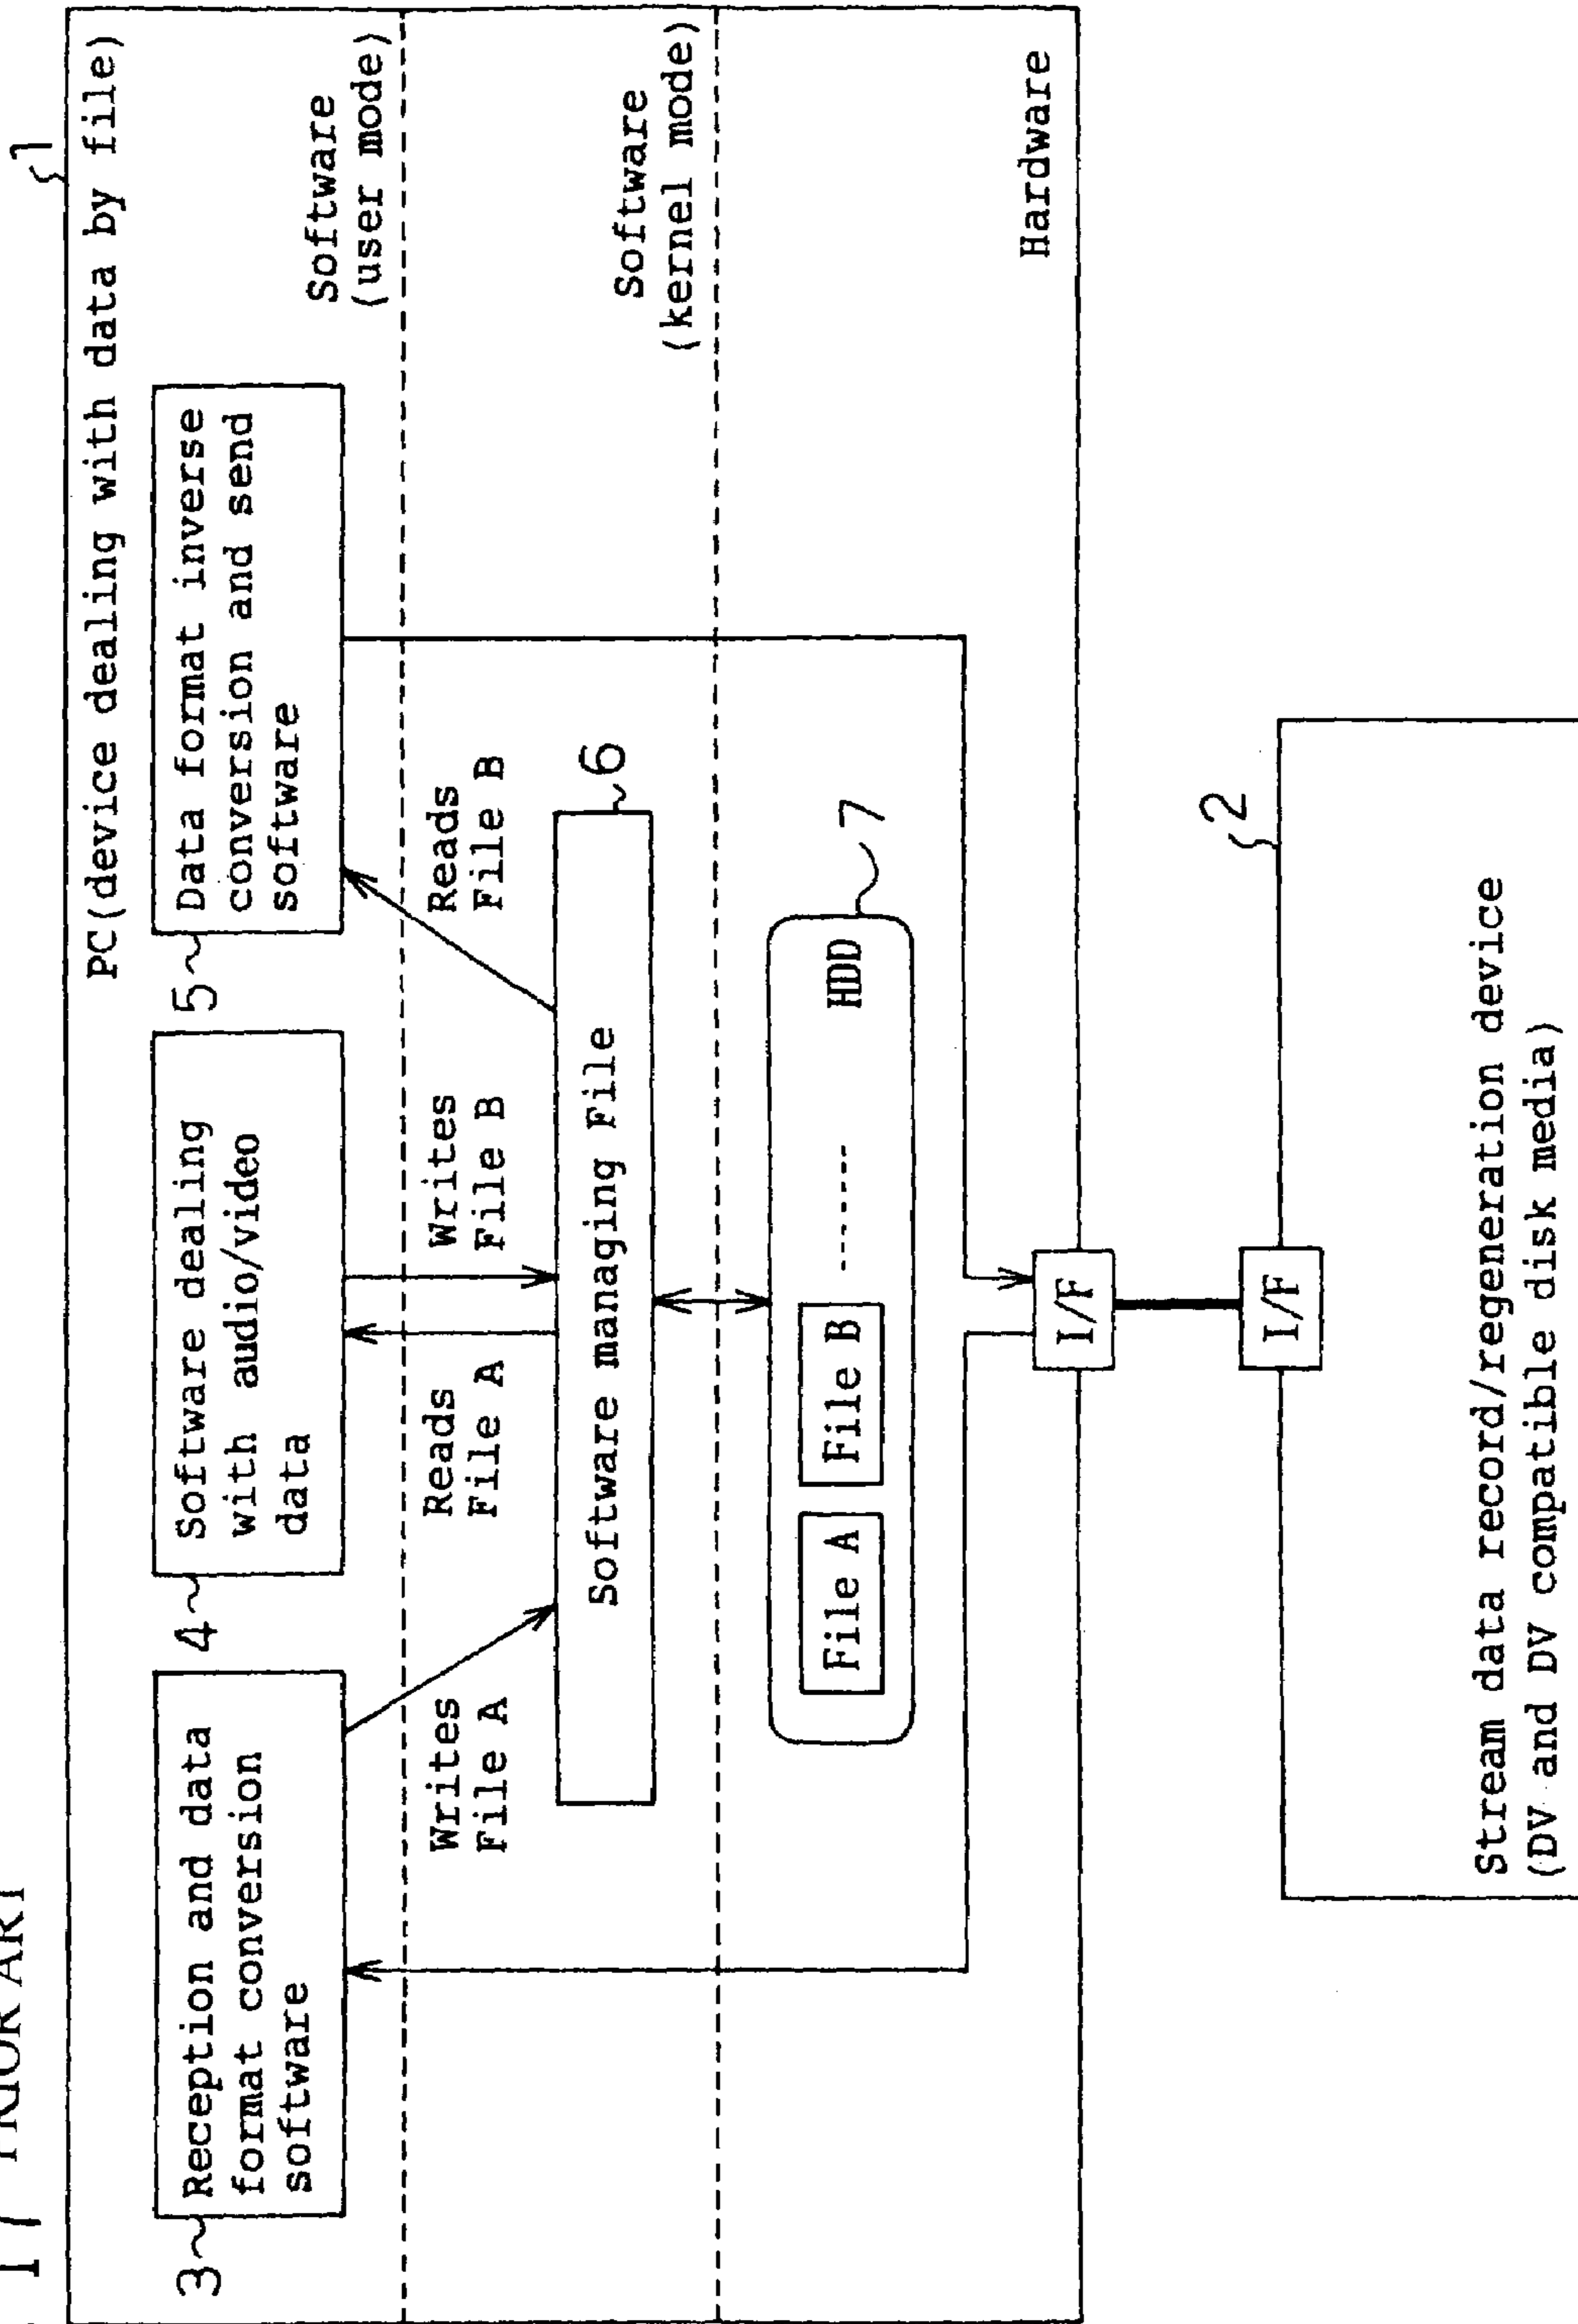 17 PRIOR ART
1
PC(device dealing with data by file)
3
Reception and data
format conversion
software
4
Software dealing
with audio/video
data
5
Data format inverse
conversion and send
software
Software
(user mode)
Writes
File A
Reads
File A
Writes
File B
Reads
File B
Software managing File
6
Software
(kernel mode)
File A
File B
------
HDD
7
Hardware
I/F
I/F
2
Stream data record/regeneration device
(DV and DV compatible disk media)